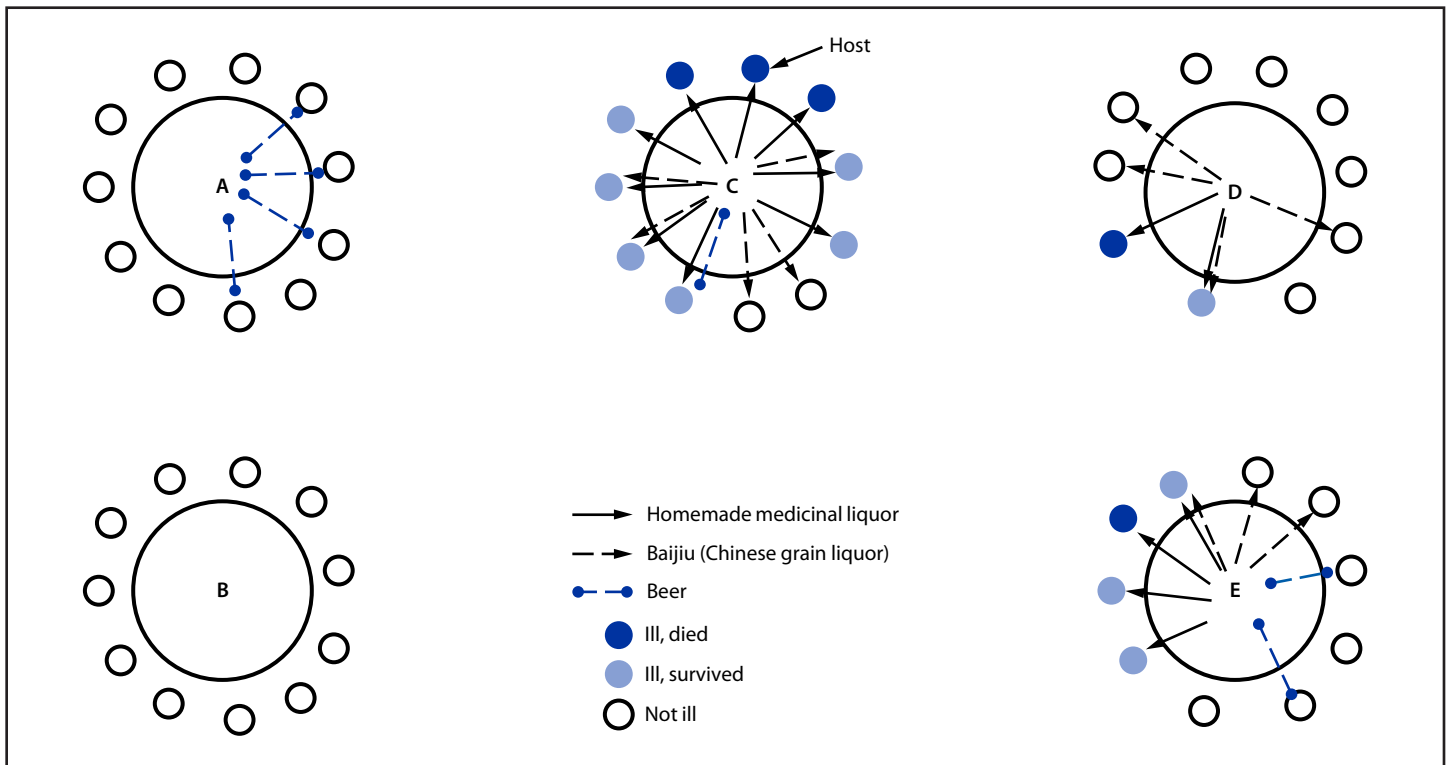 Host
A
C
D
B
E
Homemade medicinal liquor
Baijiu (Chinese grain liquor)
Beer
Ill, died
Ill, survived
Not ill